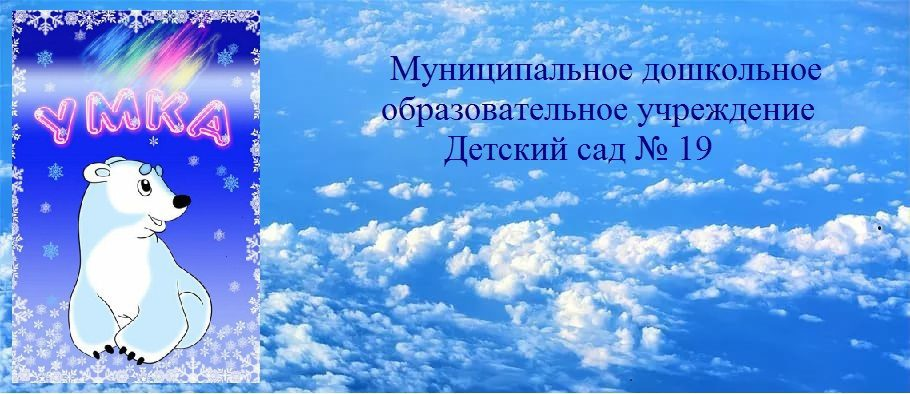 УМКА
Муниципальное дошкольное
образовательное учреждение
Детский сад № 19